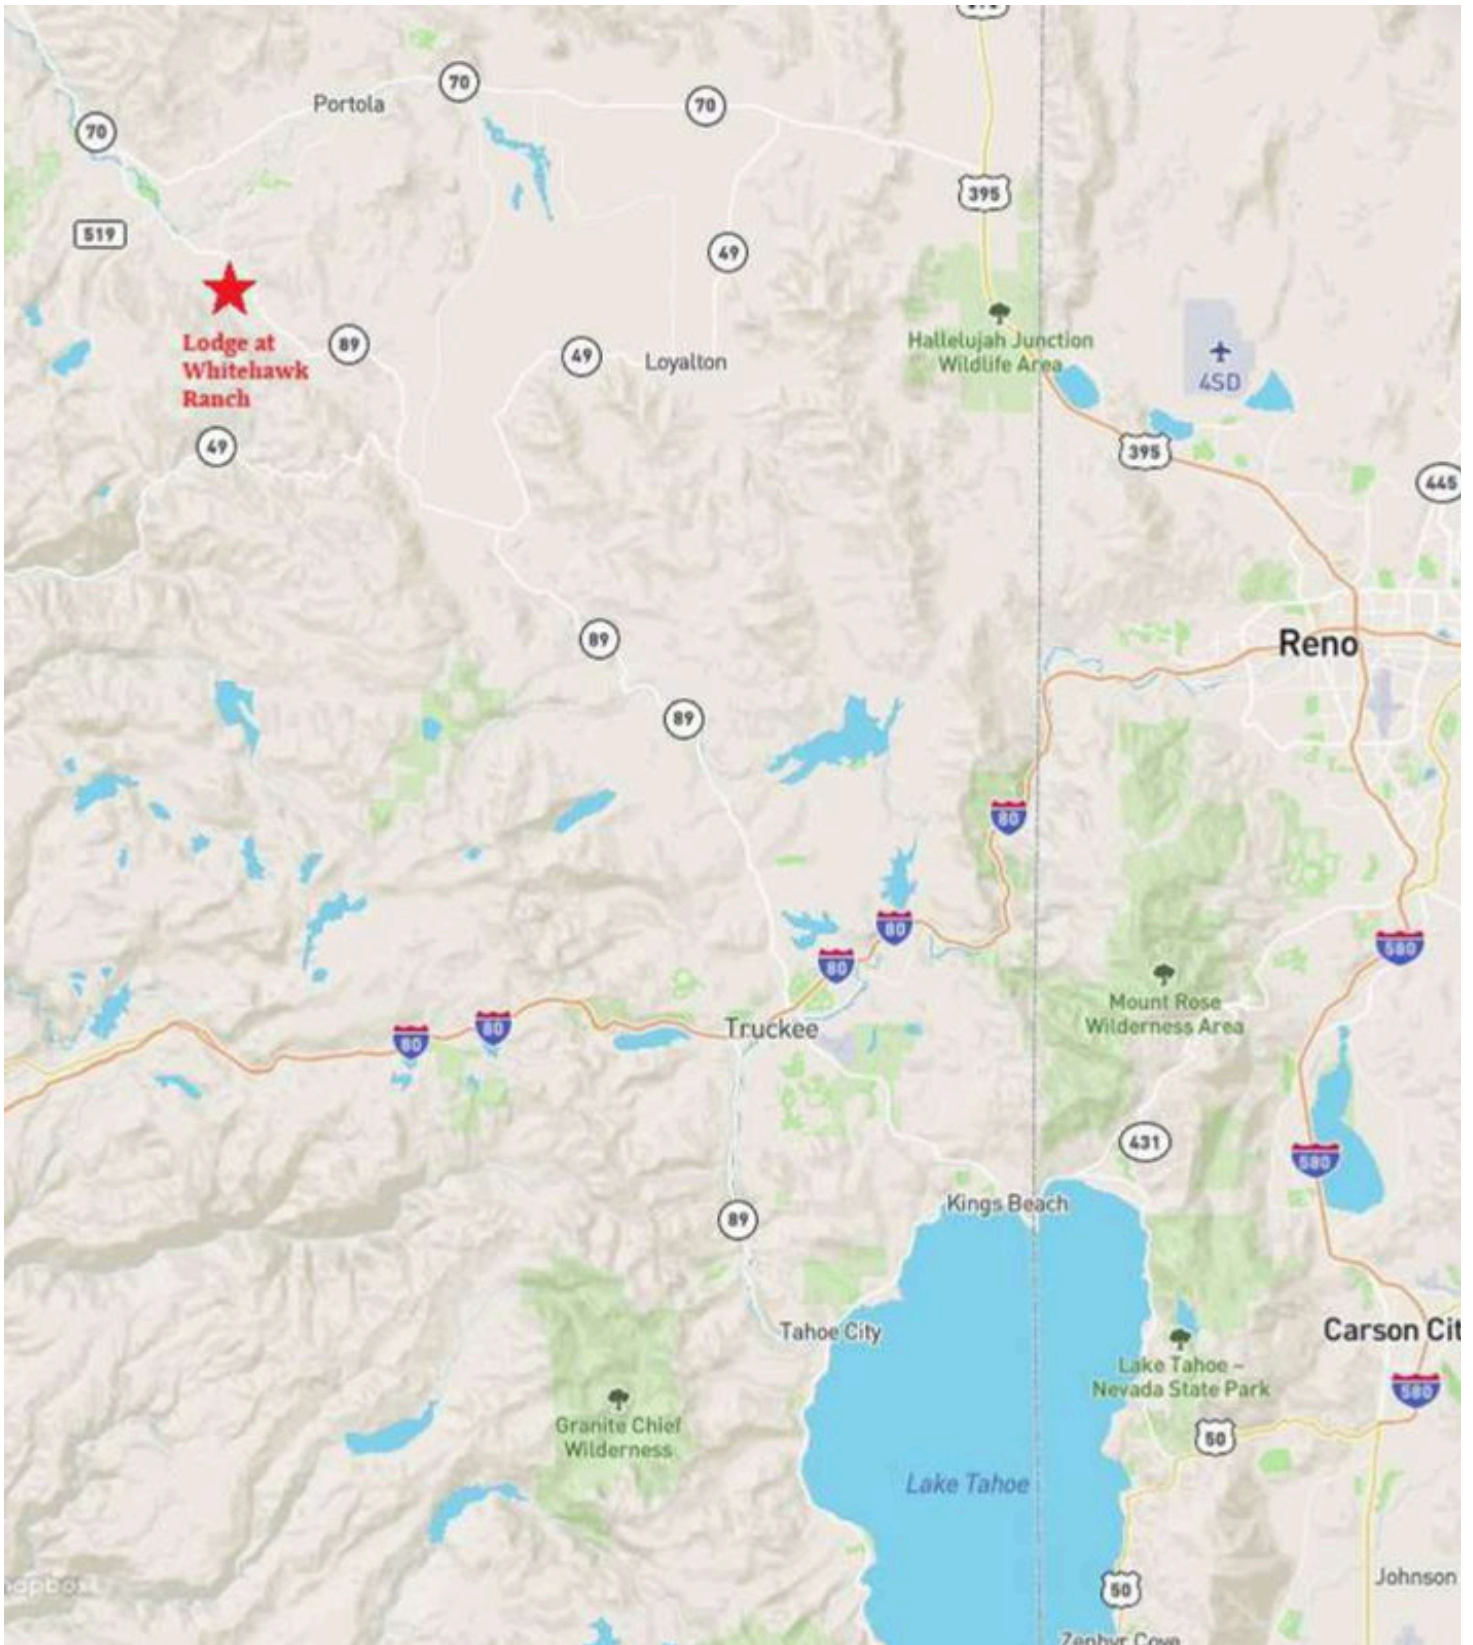 70
Portola
70
70
395
519
49
Lodge at
Whitehawk
Ranch
89
49
Loyalton
Hallelujah Junction
Wildlife Area
4SD
49
395
445
89
Reno
89
80
80
80
580
Mount Rose
Wilderness Area
80
80
Truckee
431
580
Kings Beach
89
Tahoe City
Carson Cit
Lake Tahoe –
Nevada State Park
580
Granite Chief
Wilderness
50
Lake Tahoe
50
Johnson
mapbox
Zephyr Cove